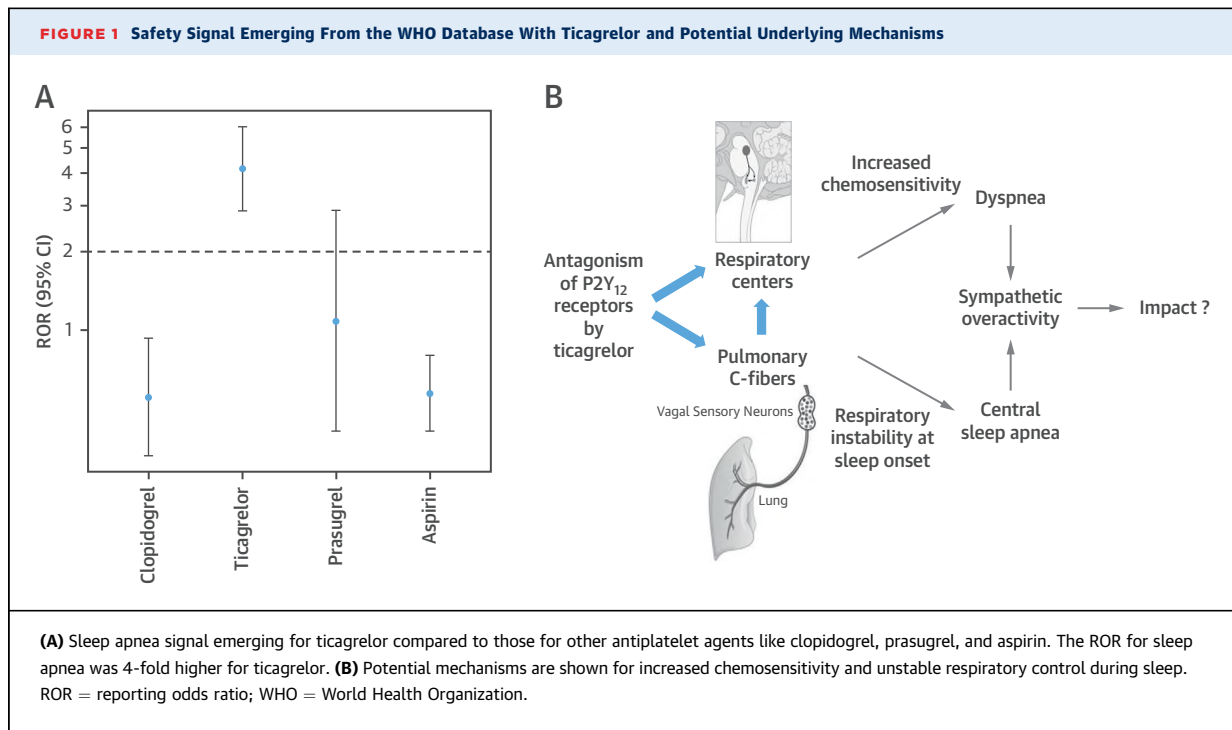 FIGURE 1 Safety Signal Emerging From the WHO Database With Ticagrelor and Potential Underlying Mechanisms
A
6
5
4
3
2
1
ROR (95% CI)
Clopidogrel
Ticagrelor
Prasugrel
Aspirin
B
Antagonism
of P2Y12
receptors
by
ticagrelor
Respiratory
centers
Pulmonary
C-fibers
Vagal Sensory Neurons
Lung
Increased
chemosensitivity
Respiratory
instability at
sleep onset
Dyspnea
Sympathetic
overactivity
Central
sleep apnea
Impact ?
(A) Sleep apnea signal emerging for ticagrelor compared to those for other antiplatelet agents like clopidogrel, prasugrel, and aspirin. The ROR for sleep
apnea was 4-fold higher for ticagrelor. (B) Potential mechanisms are shown for increased chemosensitivity and unstable respiratory control during sleep.
ROR = reporting odds ratio; WHO = World Health Organization.